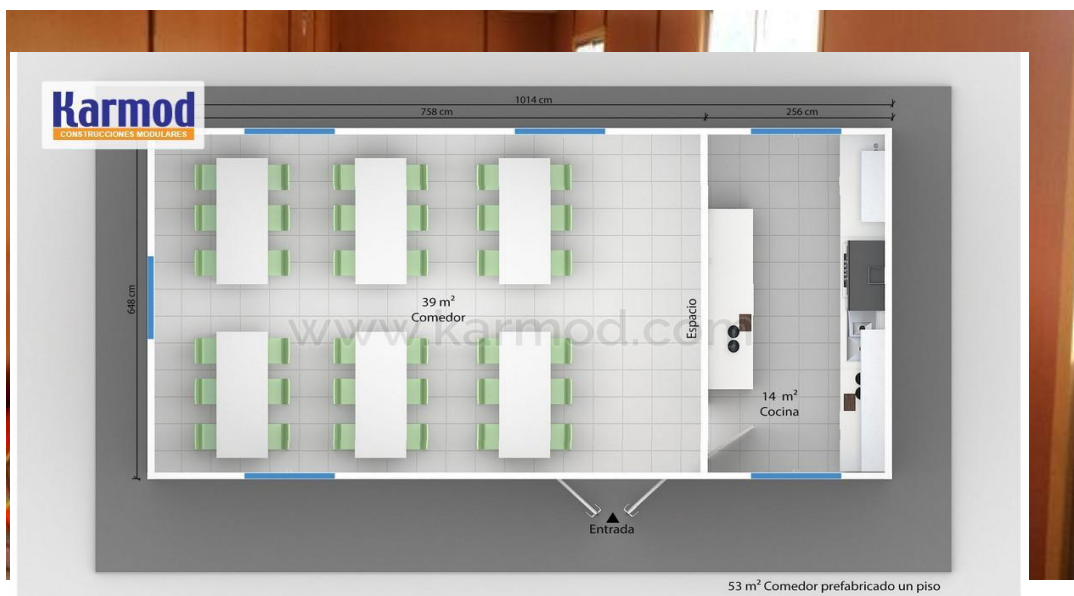 Karmod
CONSTRUCCIONES MODULARES
1014 cm
758 cm
256 cm
648 cm
39 m²
Comedor
www.karmod.com
Espacio
14 m²
Cocina
Entrada
53 m² Comedor prefabricado un piso